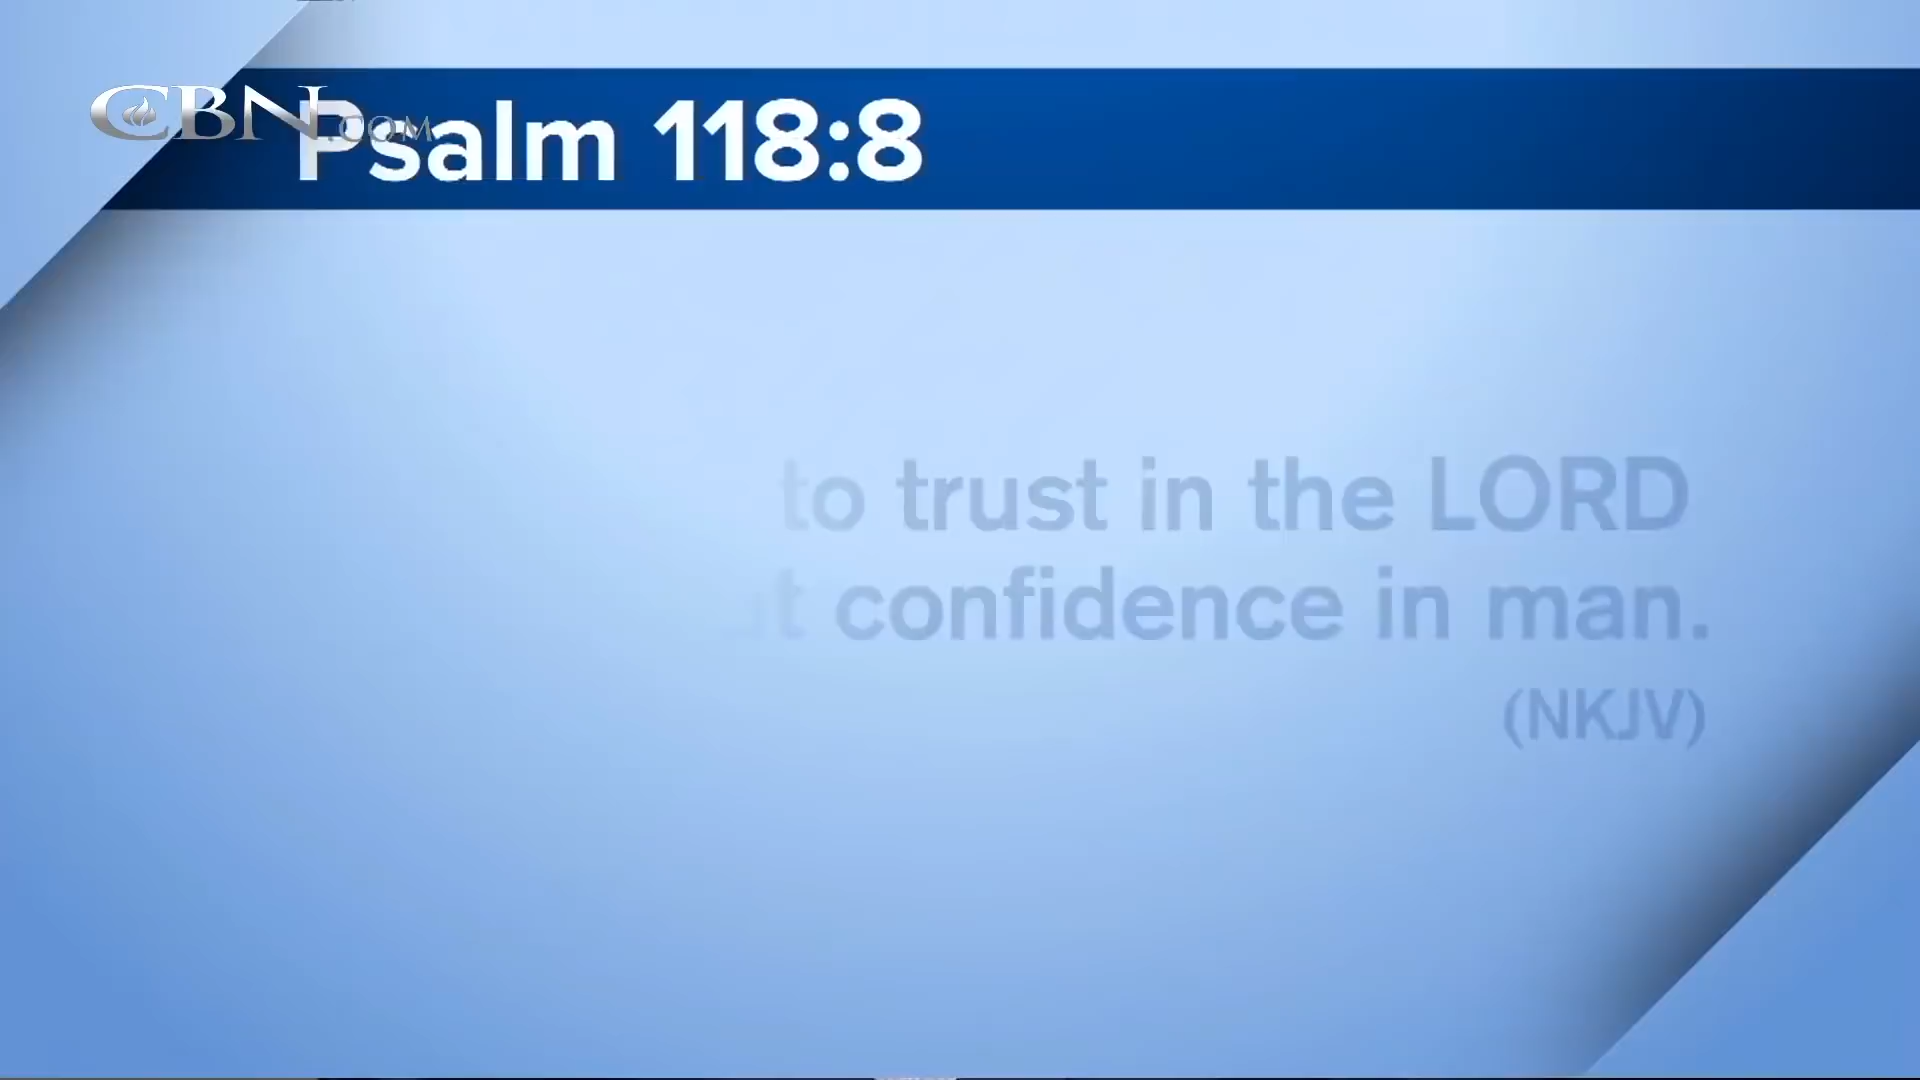 CBN.COM
Psalm 118:8
to trust in the LORD
confidence in man.
(NKJV)